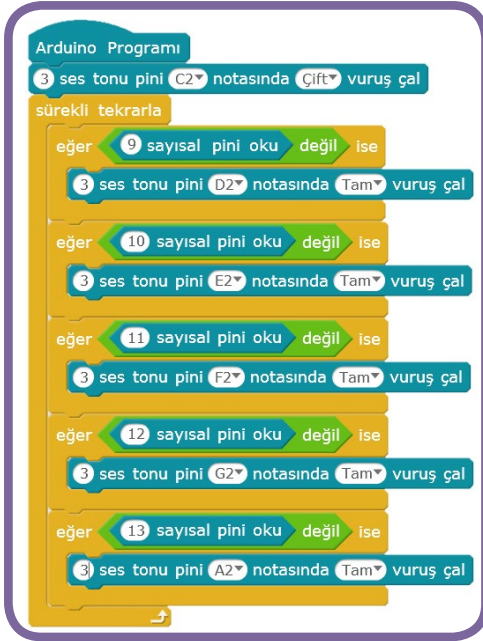 Arduino Programı
3 ses tonu pini C2 notasında Çift vuruş çal
sürekli tekrarla
eğer 9 sayısal pini oku değil ise
3 ses tonu pini D2 notasında Tam vuruş çal
eğer 10 sayısal pini oku değil ise
3 ses tonu pini E2 notasında Tam vuruş çal
eğer 11 sayısal pini oku değil ise
3 ses tonu pini F2 notasında Tam vuruş çal
eğer 12 sayısal pini oku değil ise
3 ses tonu pini G2 notasında Tam vuruş çal
eğer 13 sayısal pini oku değil ise
3 ses tonu pini A2 notasında Tam vuruş çal